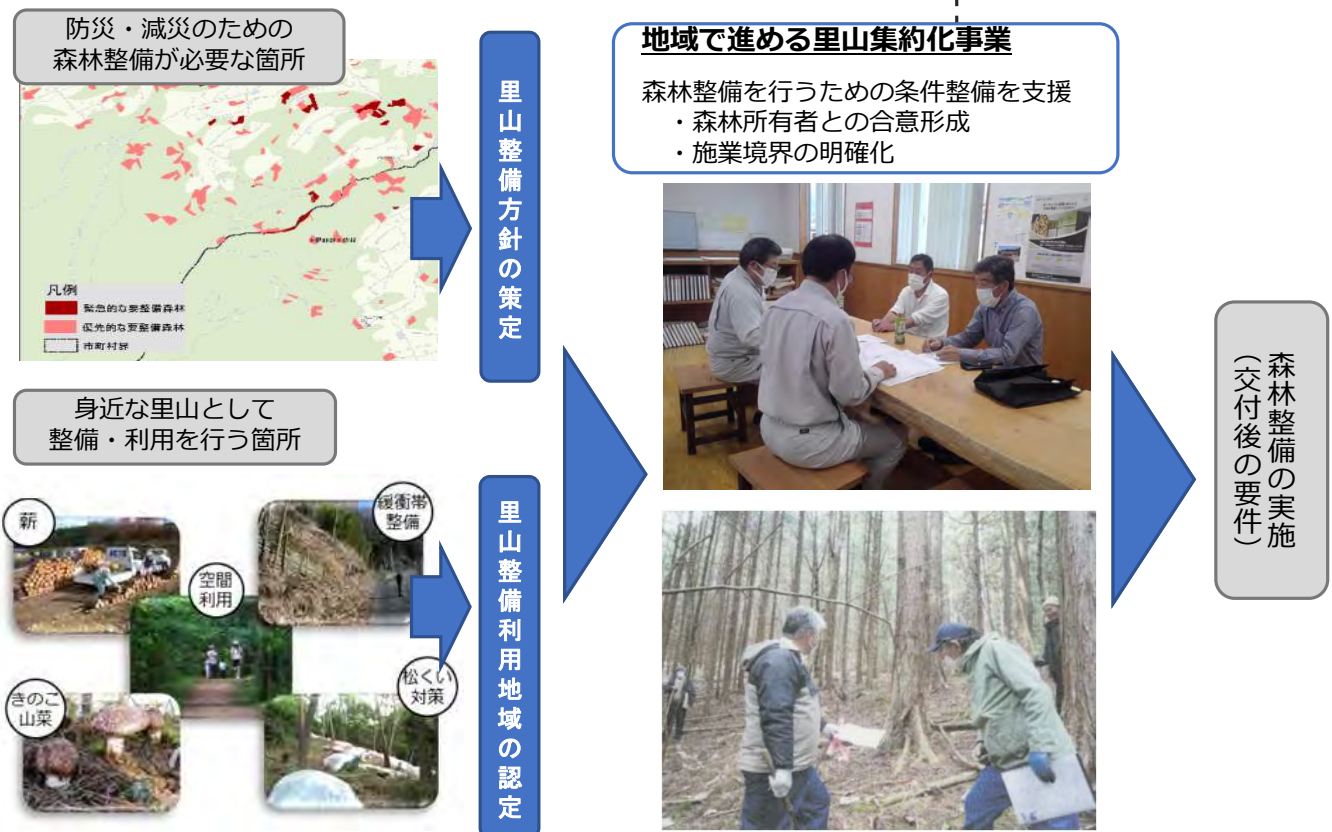 防災・減災のための
森林整備が必要な箇所
凡例
緊急的な要整備森林
優先的な要整備森林
市町村界
里山整備方針の策定
身近な里山として
整備・利用を行う箇所
薪
緩衝帯
整備
空間
利用
きのこ
山菜
松くい
対策
里山整備利用地域の認定
地域で進める里山集約化事業
森林整備を行うための条件整備を支援
・森林所有者との合意形成
・施業境界の明確化
森林整備の実施
（交付後の要件）